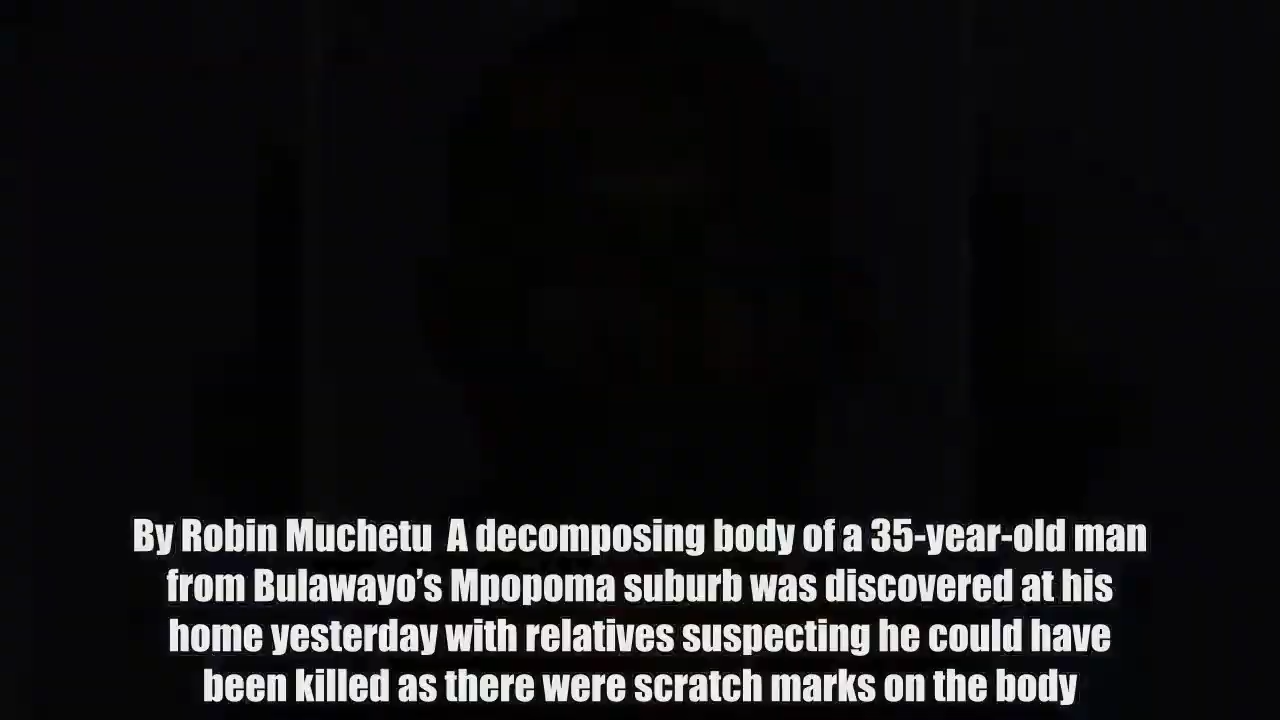 By Robin Muchetu  A decomposing body of a 35-year-old man
from Bulawayo’s Mpopoma suburb was discovered at his
home yesterday with relatives suspecting he could have
been killed as there were scratch marks on the body